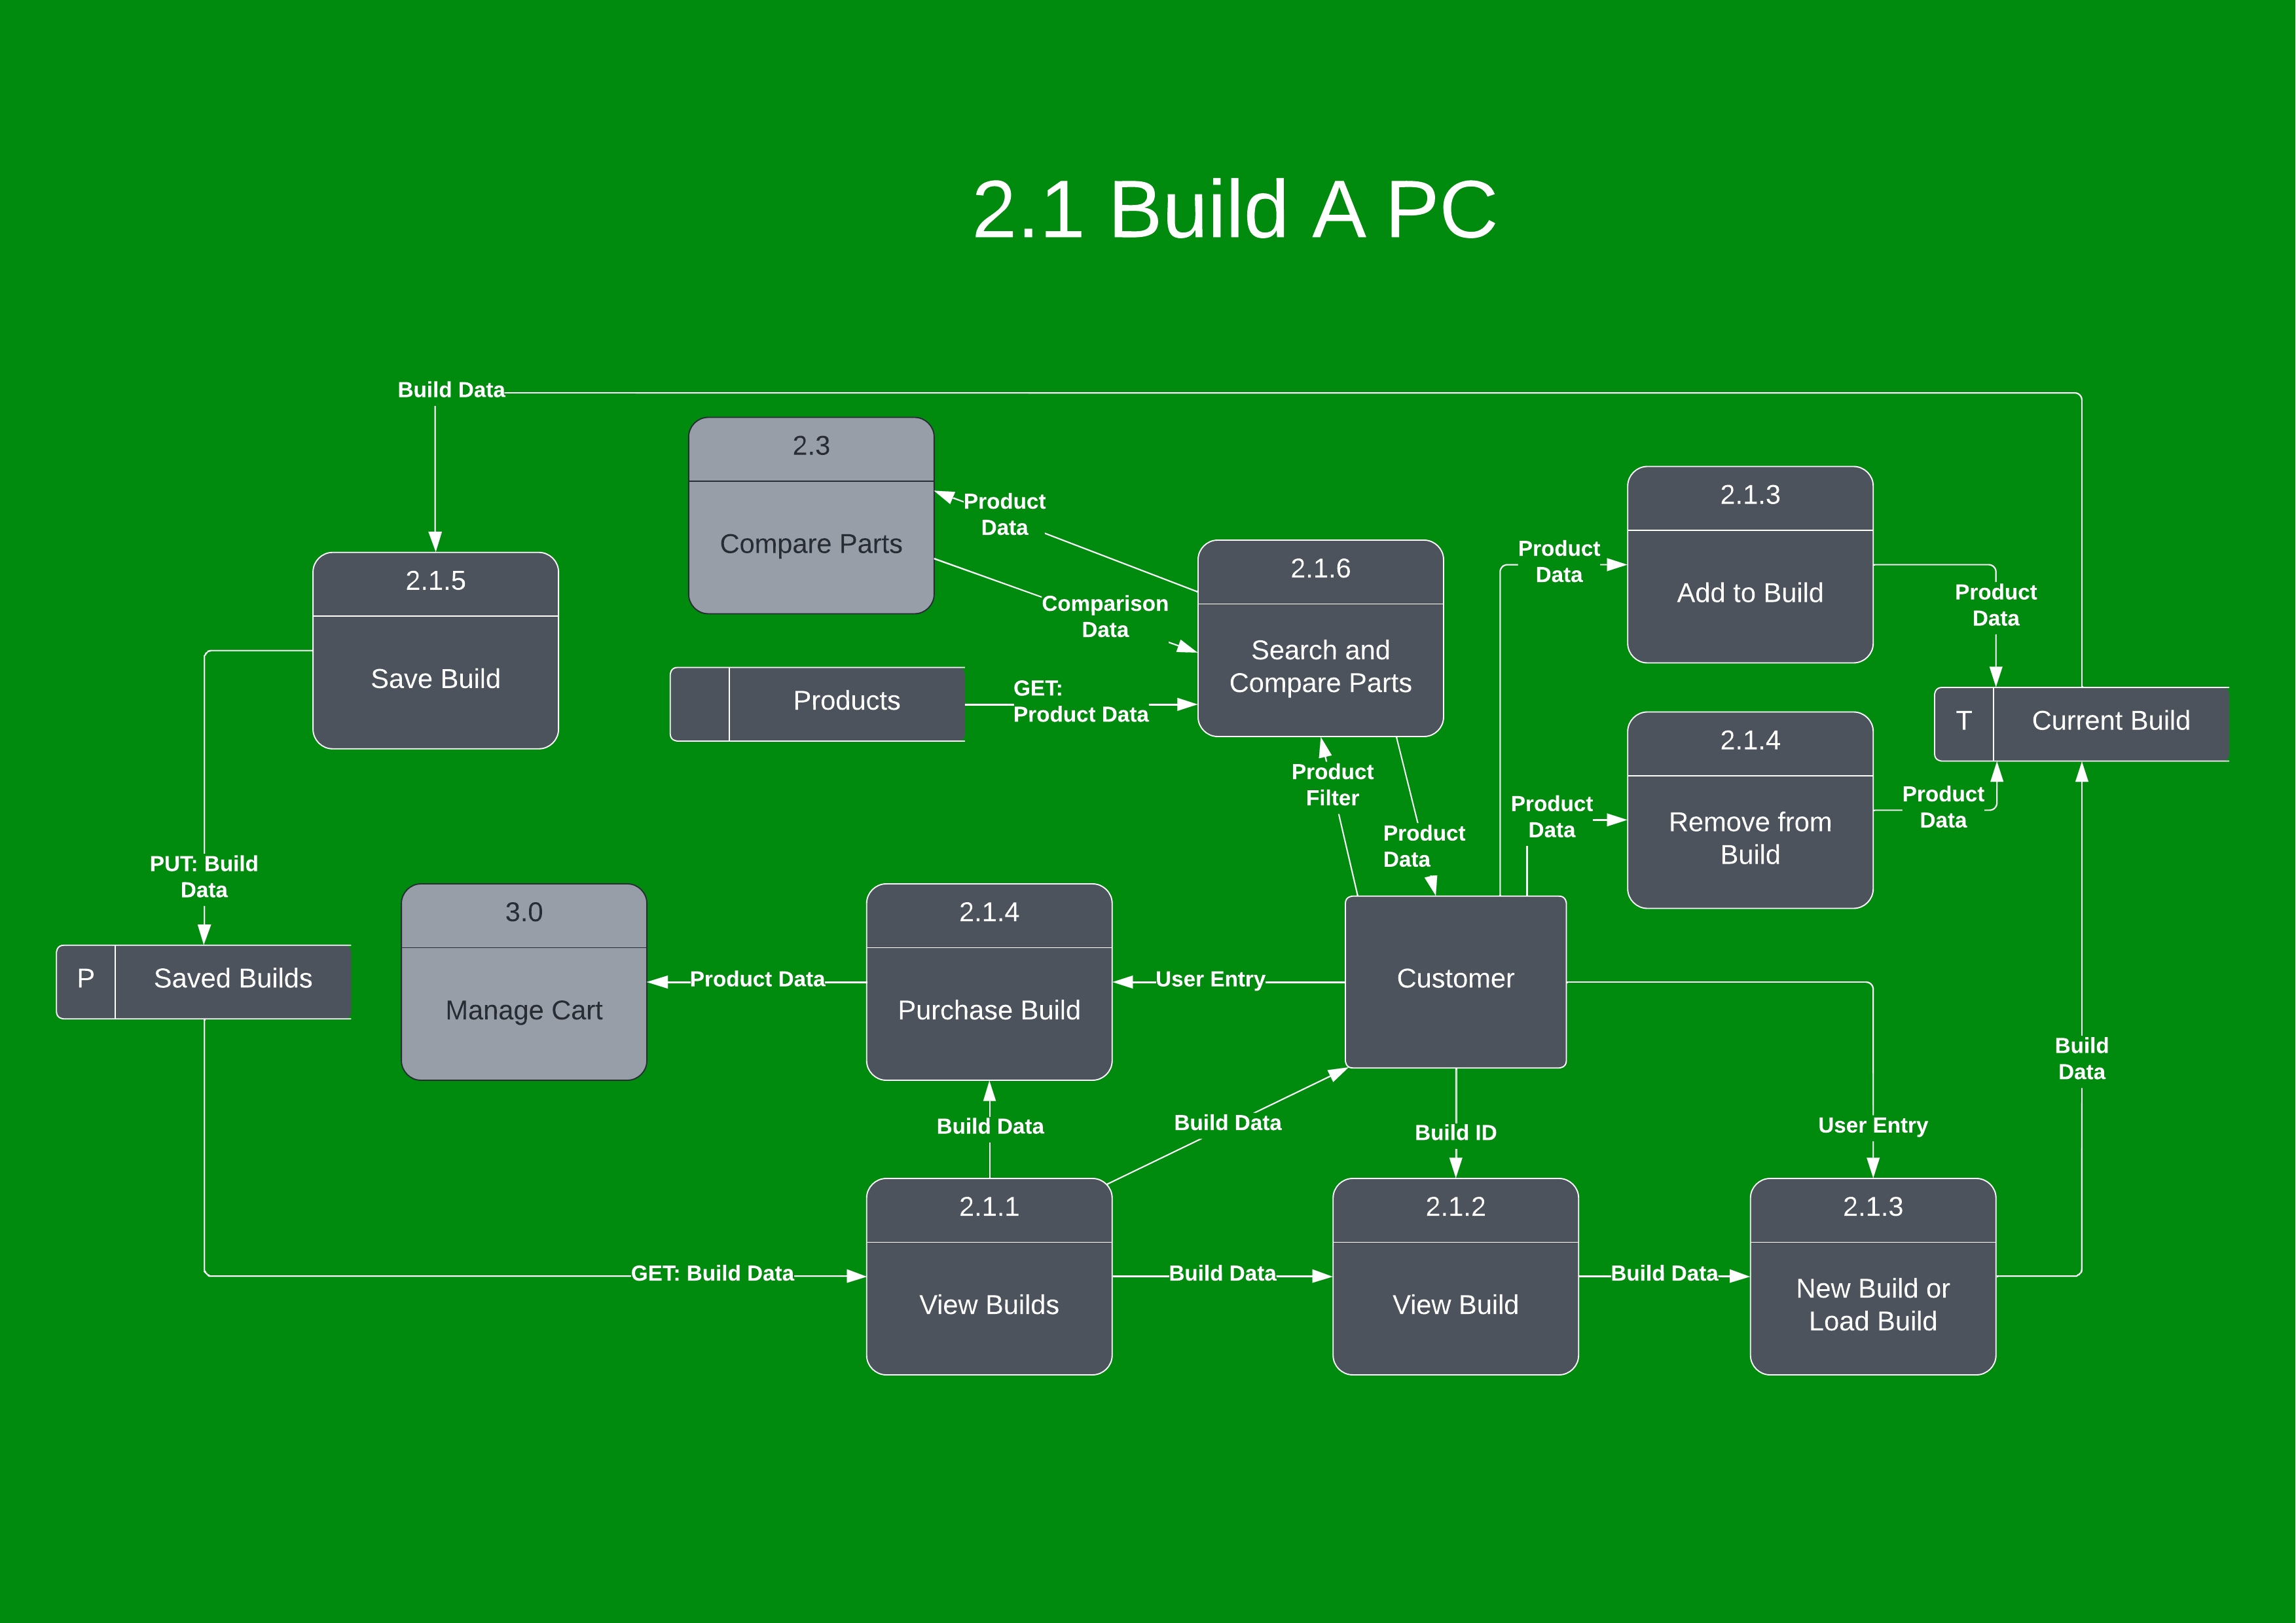 2.1 Build A PC
Build Data
2.3
Compare Parts
Product
Data
2.1.3
Add to Build
Product
Data
2.1.6
Search and
Compare Parts
2.1.5
Save Build
Comparison
Data
Product
Data
Products
GET:
Product Data
T
Current Build
2.1.4
Remove from
Build
Product
Filter
Product
Data
Product
Data
Product
Data
PUT: Build
Data
3.0
Manage Cart
2.1.4
Purchase Build
P
Saved Builds
Product Data
User Entry
Customer
Build
Data
Build Data
Build Data
Build ID
User Entry
2.1.1
View Builds
2.1.2
View Build
2.1.3
New Build or
Load Build
GET: Build Data
Build Data
Build Data